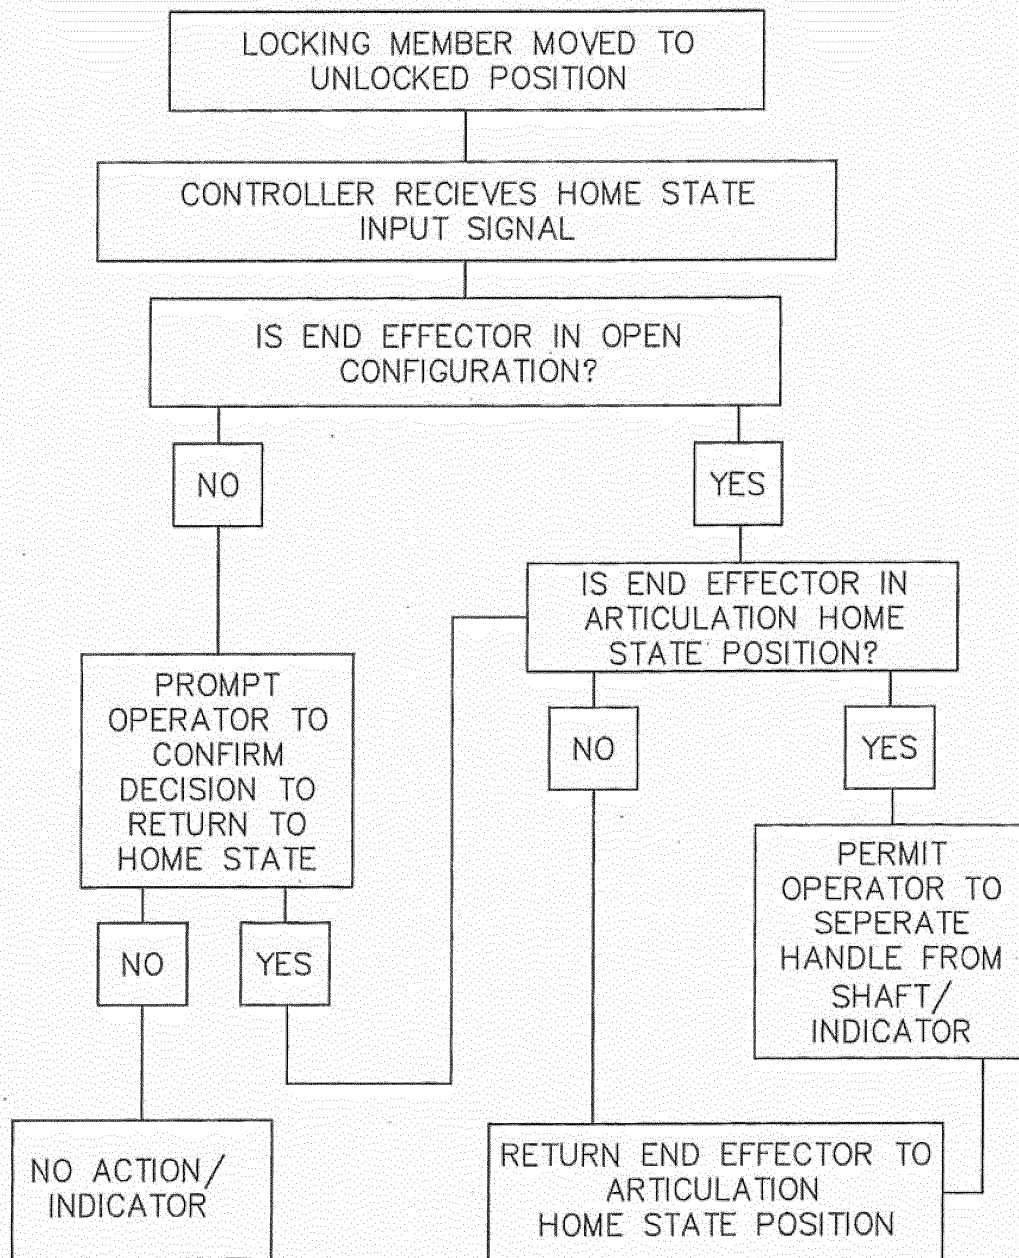 LOCKING MEMBER MOVED TO
UNLOCKED POSITION
CONTROLLER RECIEVES HOME STATE
INPUT SIGNAL
IS END EFFECTOR IN OPEN
CONFIGURATION?
NO
YES
IS END EFFECTOR IN
ARTICULATION HOME
STATE POSITION?
PROMPT
OPERATOR TO
CONFIRM
DECISION TO
RETURN TO
HOME STATE
NO
YES
NO
YES
PERMIT
OPERATOR TO
SEPERATE
HANDLE FROM
SHAFT/
INDICATOR
NO ACTION/
INDICATOR
RETURN END EFFECTOR TO
ARTICULATION
HOME STATE POSITION